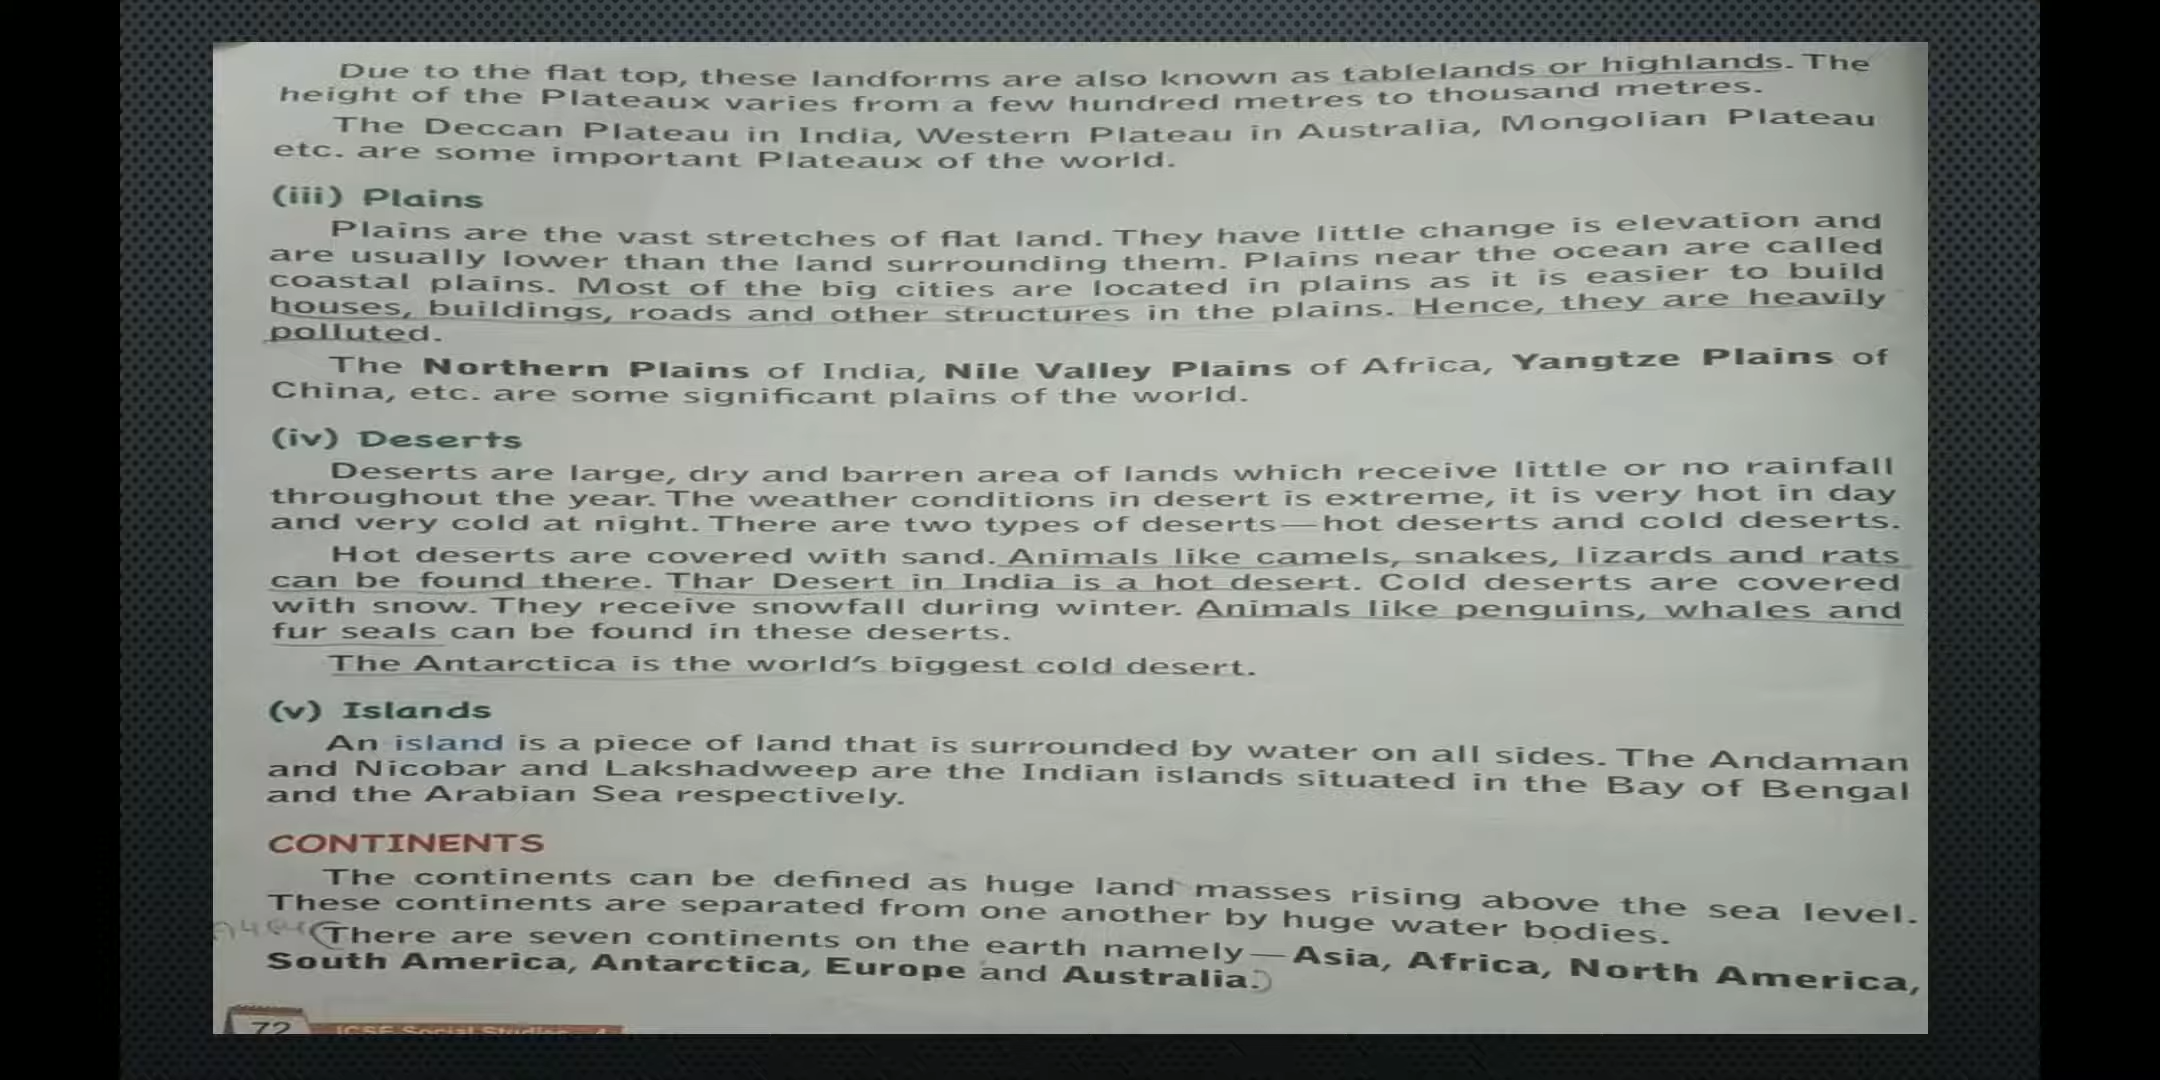 Due to the flat top, these landforms are also known as tablelands or highlands. The
height of the Plateaux varies from a few hundred metres to thousand metres.
The Deccan Plateau in India, Western Plateau in Australia, Mongolian Plateau
etc. are some important Plateaux of the world.
(iii) Plains
Plains are the vast stretches of flat land. They have little change is elevation and
are usually lower than the land surrounding them. Plains near the ocean are called
coastal plains. Most of the big cities are located in plains as it is easier to build
houses, buildings, roads and other structures in the plains. Hence, they are heavily
polluted.
The Northern Plains of India, Nile Valley Plains of Africa, Yangtze Plains of
China, etc. are some significant plains of the world.
(iv) Deserts
Deserts are large, dry and barren area of lands which receive little or no rainfall
throughout the year. The weather conditions in desert is extreme, it is very hot in day
and very cold at night. There are two types of deserts—hot deserts and cold deserts.
Hot deserts are covered with sand. Animals like camels, snakes, lizards and rats
can be found there. Thar Desert in India is a hot desert. Cold deserts are covered
with snow. They receive snowfall during winter. Animals like penguins, whales and
fur seals can be found in these deserts.
The Antarctica is the world's biggest cold desert.
(v) Islands
An island is a piece of land that is surrounded by water on all sides. The Andaman
and Nicobar and Lakshadweep are the Indian islands situated in the Bay of Bengal
and the Arabian Sea respectively.
CONTINENTS
The continents can be defined as huge land masses rising above the sea level.
These continents are separated from one another by huge water bodies.
(There are seven continents on the earth namely—Asia, Africa, North America,
South America, Antarctica, Europe and Australia.)
72 ICSE Social Studies - 4